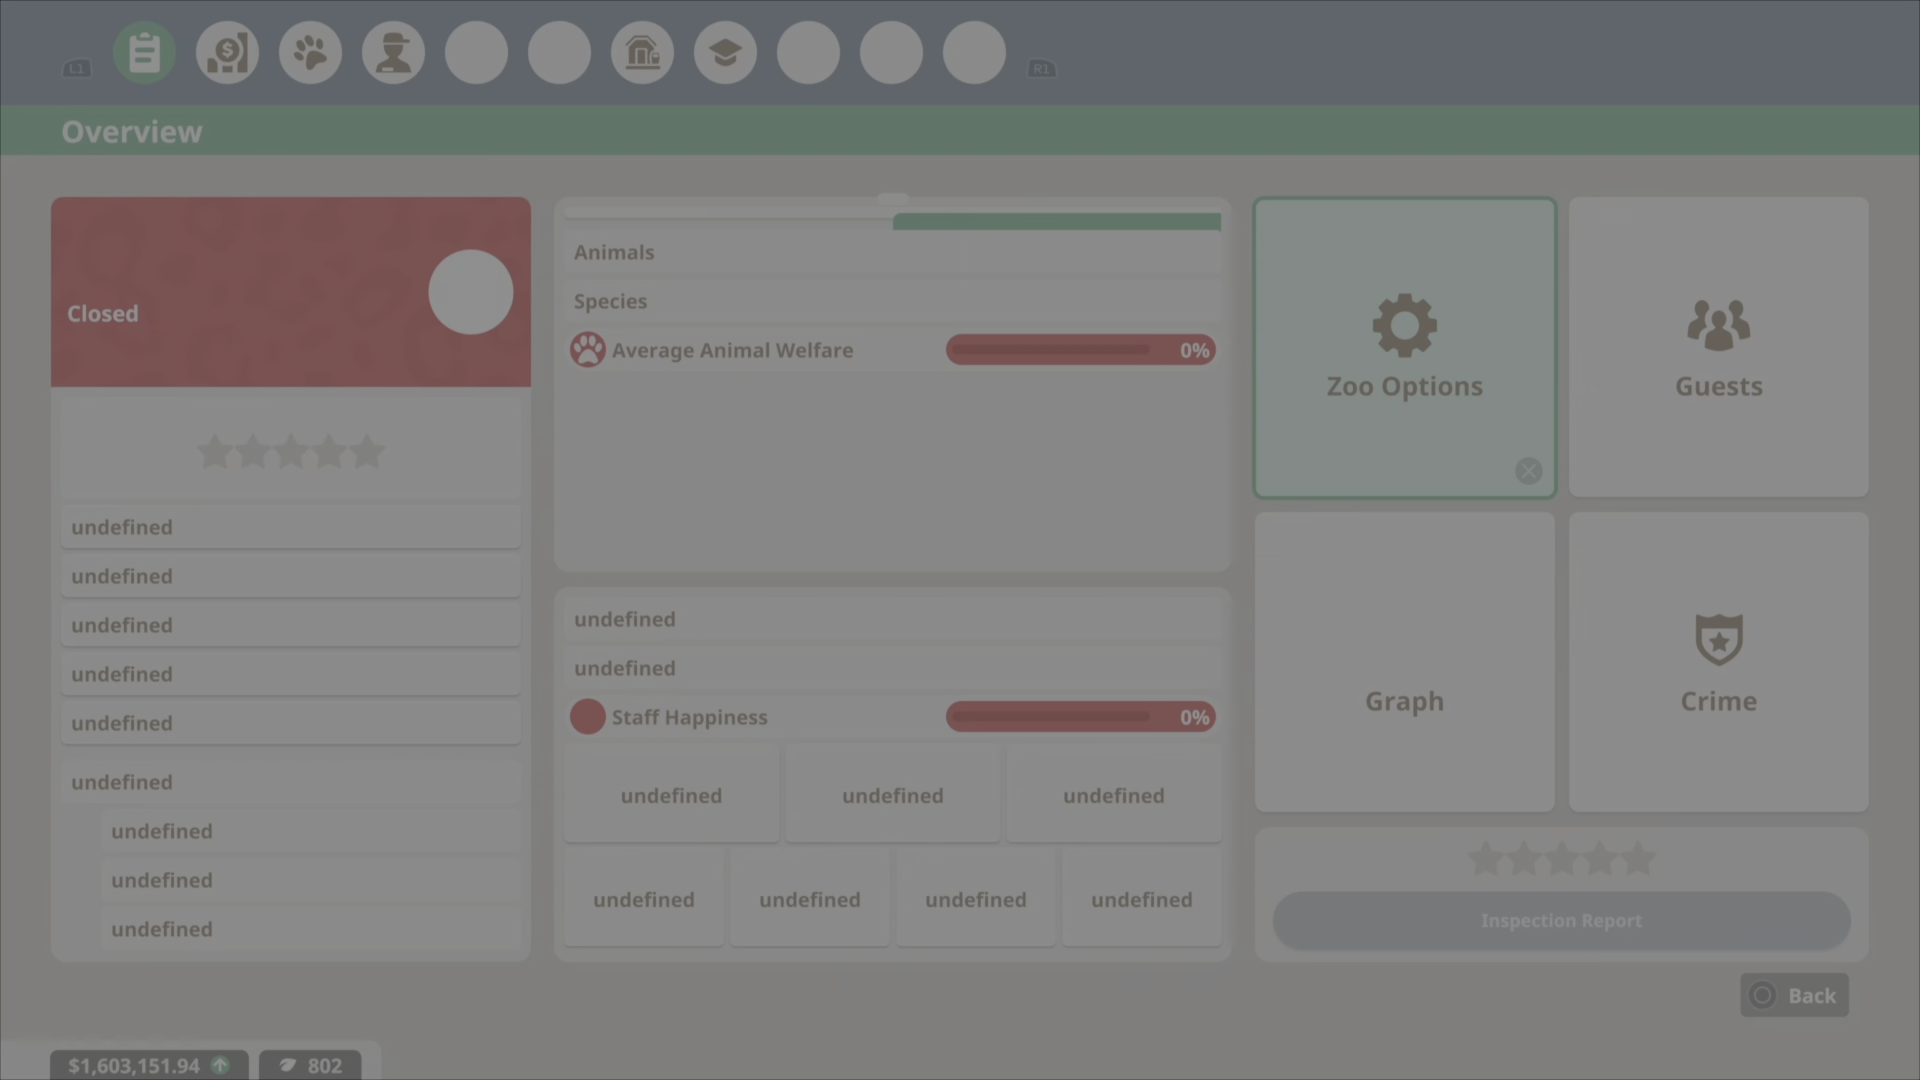 L1
R1
Overview
Closed
undefined
undefined
undefined
undefined
undefined
undefined
undefined
undefined
undefined
Animals
Species
Average Animal Welfare 0%
undefined
undefined
Staff Happiness 0%
undefined undefined undefined
undefined undefined undefined undefined
Zoo Options
Guests
Graph
Crime
Inspection Report
Back
$1,603,151.94
802